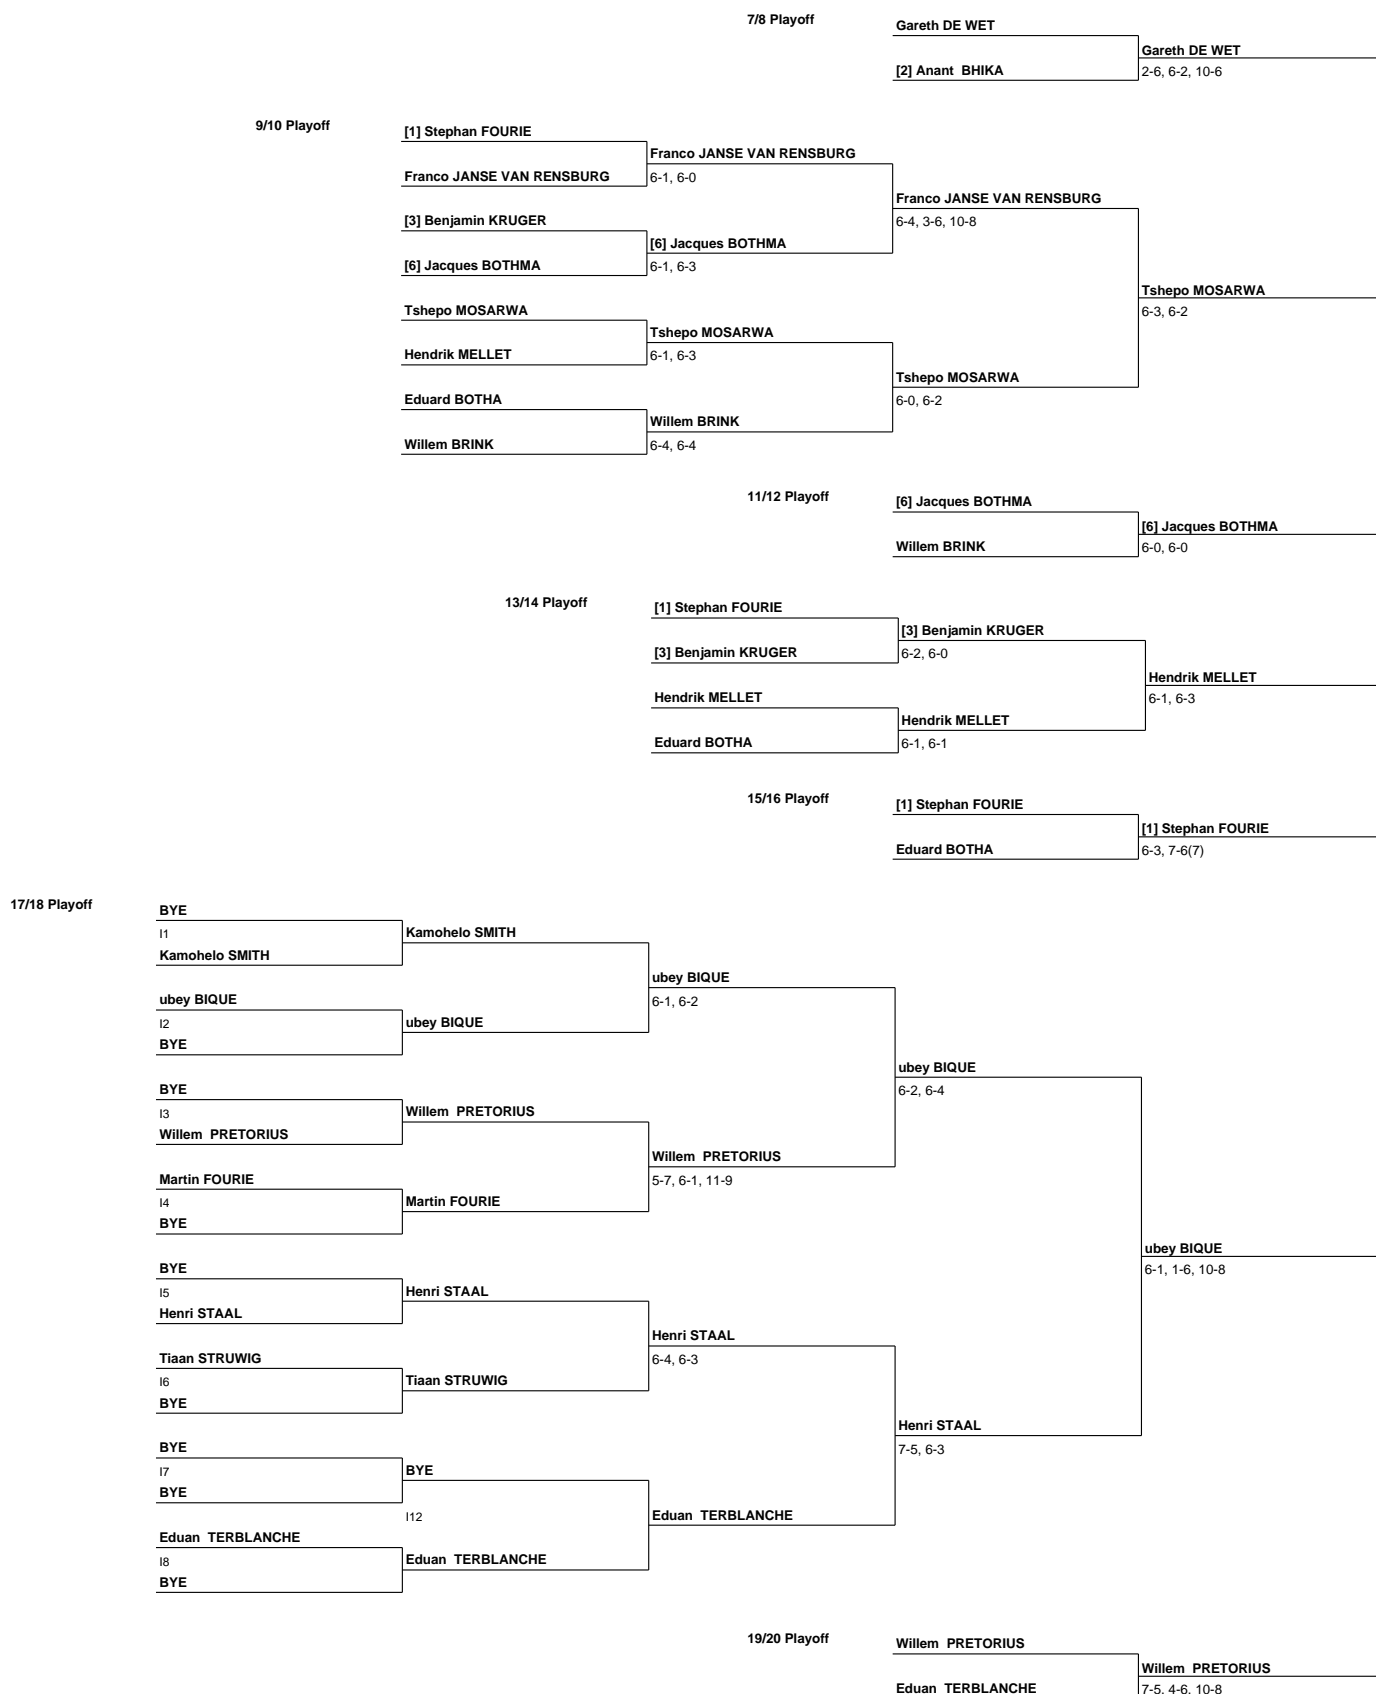 7/8 Playoff
Gareth DE WET
Gareth DE WET
[2] Anant  BHIKA
2-6, 6-2, 10-6
9/10 Playoff
[1] Stephan FOURIE
Franco JANSE VAN RENSBURG
Franco JANSE VAN RENSBURG
6-1, 6-0
Franco JANSE VAN RENSBURG
[3] Benjamin KRUGER
6-4, 3-6, 10-8
[6] Jacques BOTHMA
[6] Jacques BOTHMA
6-1, 6-3
Tshepo MOSARWA
Tshepo MOSARWA
6-3, 6-2
Tshepo MOSARWA
Hendrik MELLET
6-1, 6-3
Tshepo MOSARWA
Eduard BOTHA
6-0, 6-2
Willem BRINK
Willem BRINK
6-4, 6-4
11/12 Playoff
[6] Jacques BOTHMA
[6] Jacques BOTHMA
Willem BRINK
6-0, 6-0
13/14 Playoff
[1] Stephan FOURIE
[3] Benjamin KRUGER
[3] Benjamin KRUGER
6-2, 6-0
Hendrik MELLET
Hendrik MELLET
6-1, 6-3
Hendrik MELLET
Eduard BOTHA
6-1, 6-1
15/16 Playoff
[1] Stephan FOURIE
[1] Stephan FOURIE
Eduard BOTHA
6-3, 7-6(7)
17/18 Playoff
BYE
I1
Kamohelo SMITH
Kamohelo SMITH
ubey BIQUE
ubey BIQUE
6-1, 6-2
I2
ubey BIQUE
BYE
ubey BIQUE
BYE
6-2, 6-4
I3
Willem  PRETORIUS
Willem  PRETORIUS
Willem  PRETORIUS
Martin FOURIE
5-7, 6-1, 11-9
I4
Martin FOURIE
BYE
ubey BIQUE
BYE
6-1, 1-6, 10-8
I5
Henri STAAL
Henri STAAL
Henri STAAL
Tiaan STRUWIG
6-4, 6-3
I6
Tiaan STRUWIG
BYE
Henri STAAL
BYE
7-5, 6-3
I7
BYE
BYE
I12
Eduan  TERBLANCHE
Eduan  TERBLANCHE
I8
Eduan  TERBLANCHE
BYE
19/20 Playoff
Willem  PRETORIUS
Willem  PRETORIUS
Eduan  TERBLANCHE
7-5, 4-6, 10-8